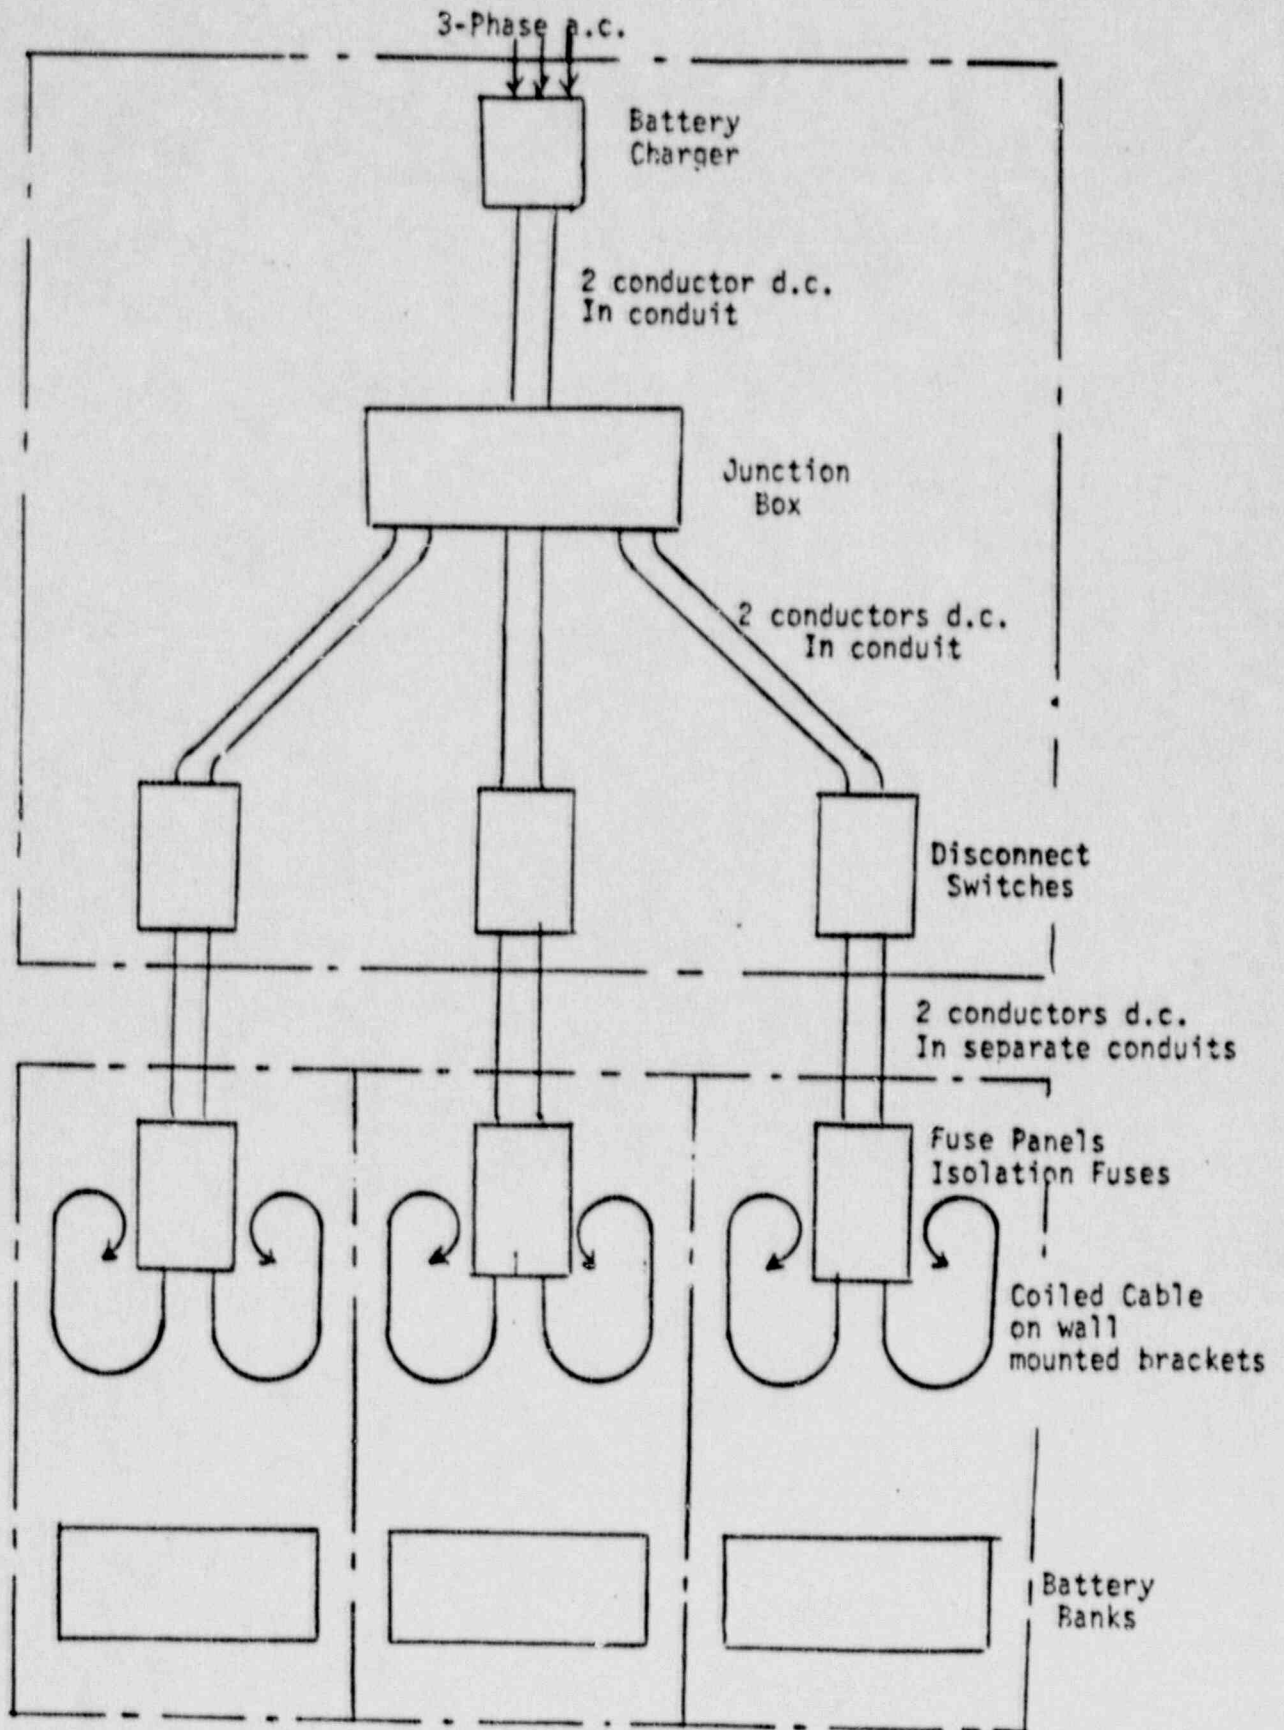 3-Phase a.c.
Battery
Charger
2 conductor d.c.
In conduit
Junction
Box
2 conductors d.c.
In conduit
Disconnect
Switches
2 conductors d.c.
In separate conduits
Fuse Panels
Isolation Fuses
Coiled Cable
on wall
mounted brackets
Battery
Banks